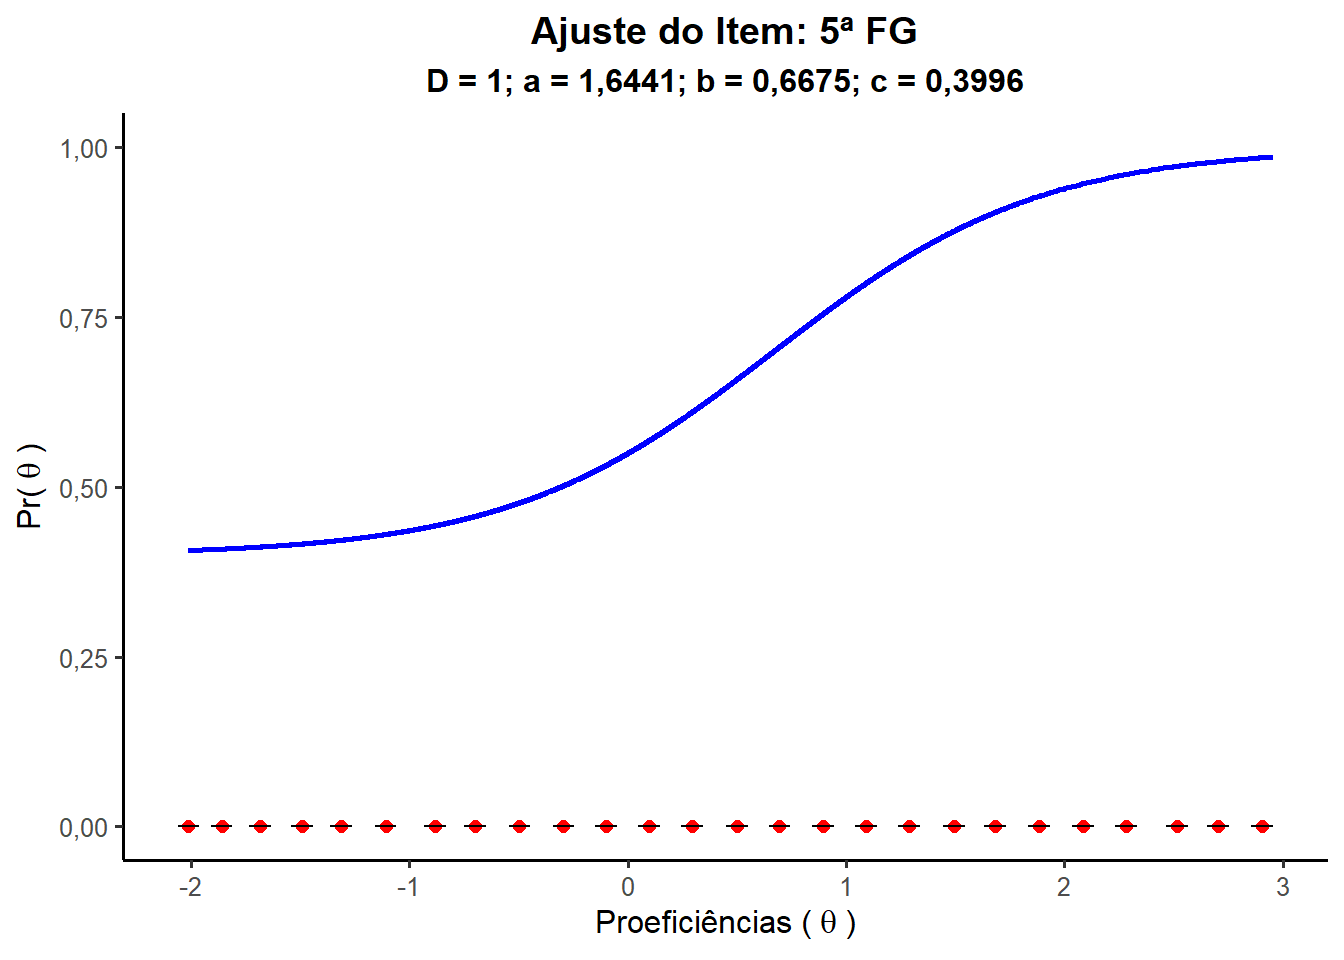 Ajuste do Item: 5ª FG
D = 1; a = 1,6441; b = 0,6675; c = 0,3996
1,00
0,75
0,50
0,25
0,00
Pr( θ )
-2 -1 0 1 2 3
Proeficiências ( θ )